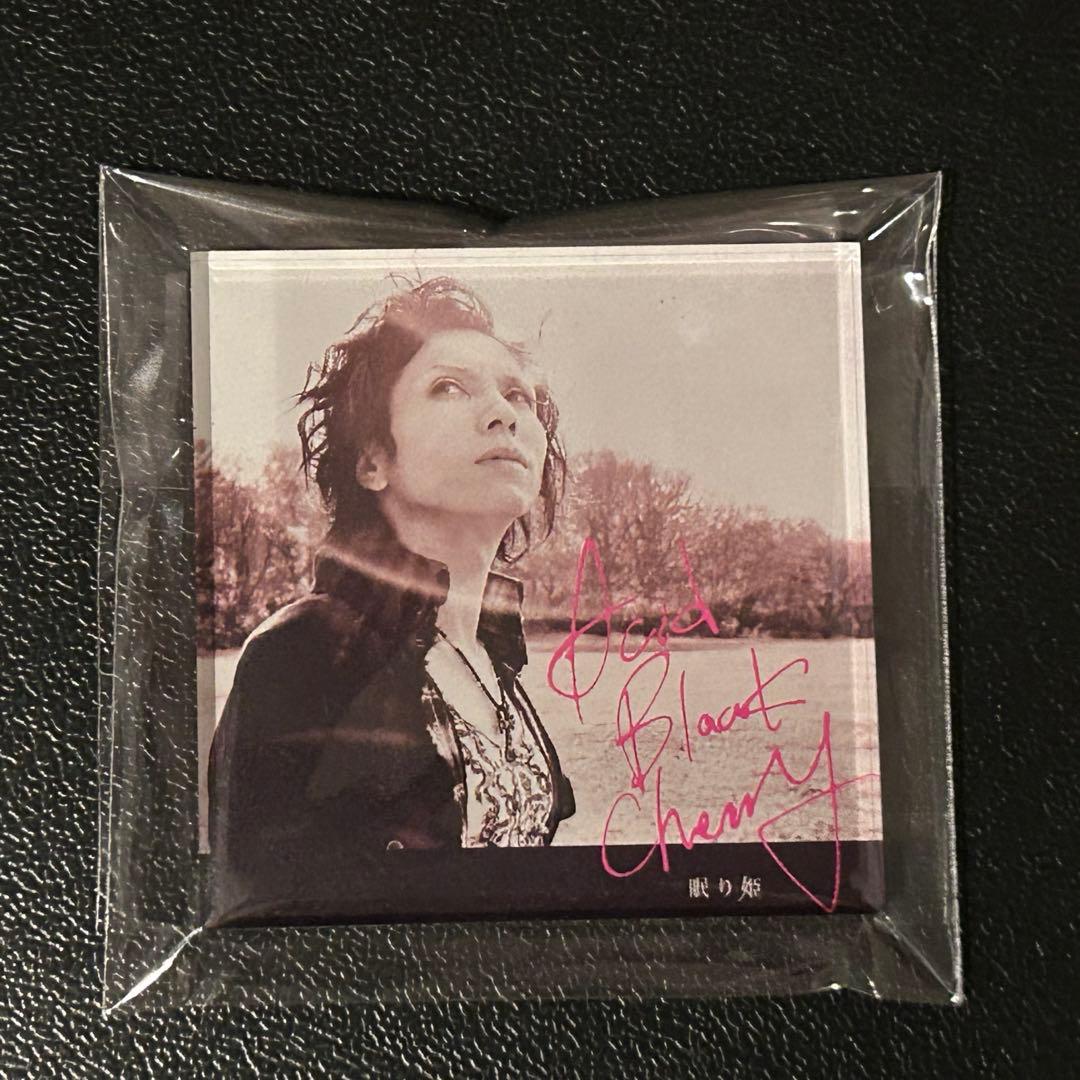 Acid
Black
Cherry
眠り姫